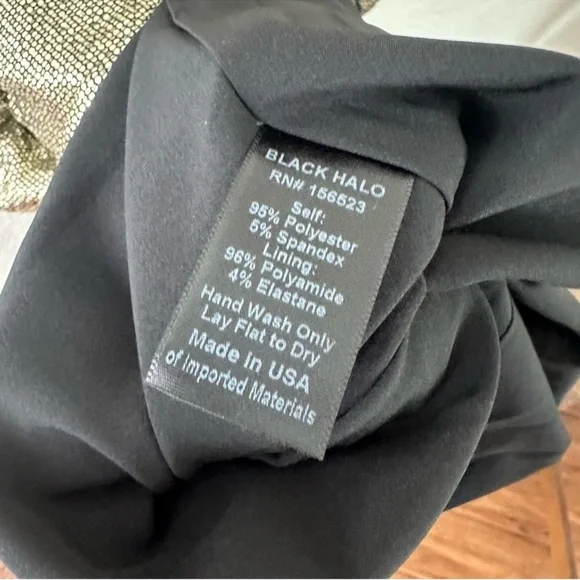 BLACK HALO
RN# 156523
Self:
95% Polyester
5% Spandex
Lining:
96% Polyamide
4% Elastane
Hand Wash Only
Lay Flat to Dry
Made In USA
of Imported Materials